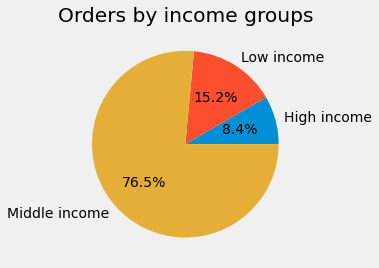 Orders by income groups
Low income
15.2%
High income
8.4%
76.5%
Middle income